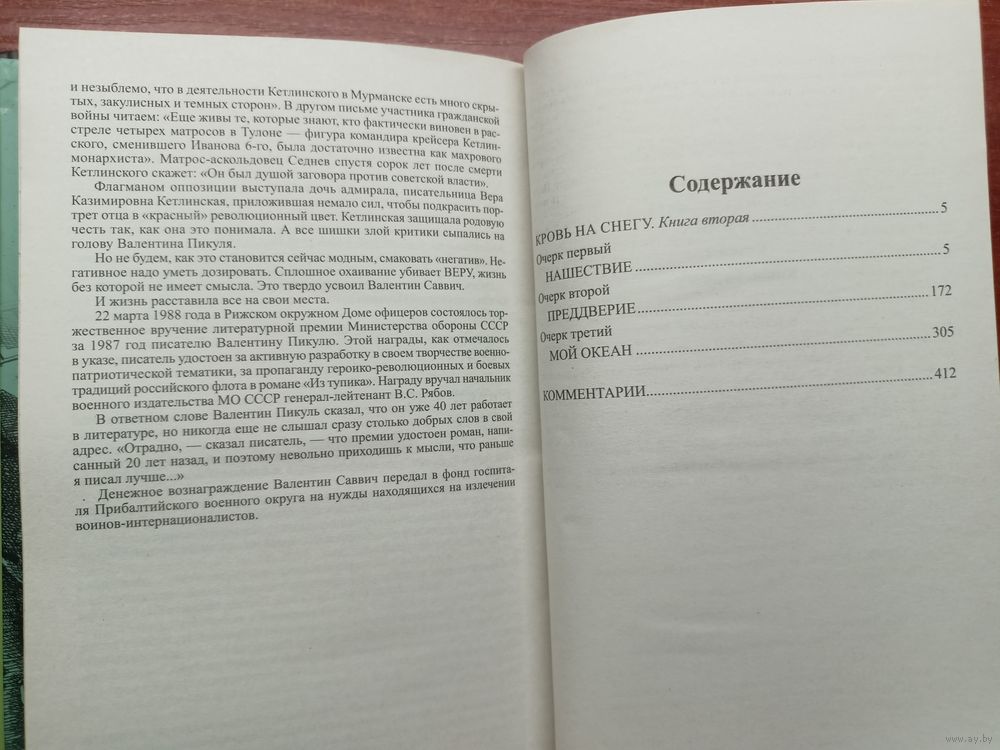 и незыблемо, что в деятельности Кетлинского в Мурманске есть много скры-
тых, закулисных и темных сторон». В другом письме участника гражданской
войны читаем: «Еще живы те, которые знают, кто фактически виновен в рас-
стреле четырех матросов в Тулоне — фигура командира крейсера Кетлин-
ского, сменившего Иванова 6-го, была достаточно известна как махрового
монархиста». Матрос-аскольдовец Седнев спустя сорок лет после смерти
Кетлинского скажет: «Он был душой заговора против советской власти».
Флагманом оппозиции выступала дочь адмирала, писательница Вера
Казимировна Кетлинская, приложившая немало сил, чтобы подкрасить пор-
трет отца в «красный» революционный цвет. Кетлинская защищала родовую
честь так, как она это понимала. А все шишки злой критики сыпались на
голову Валентина Пикуля.
Но не будем, как это становится сейчас модным, смаковать «негатив». Не-
гативное надо уметь дозировать. Сплошное охаивание убивает ВЕРУ, жизнь
без которой не имеет смысла. Это твердо усвоил Валентин Саввич.
И жизнь расставила все на свои места.
22 марта 1988 года в Рижском окружном Доме офицеров состоялось тор-
жественное вручение литературной премии Министерства обороны СССР
за 1987 год писателю Валентину Пикулю. Этой награды, как отмечалось
в указе, писатель удостоен за активную разработку в своем творчестве военно-
патриотической тематики, за пропаганду героико-революционных и боевых
традиций российского флота в романе «Из тупика». Награду вручал начальник
военного издательства МО СССР генерал-лейтенант В.С. Рябов.
В ответном слове Валентин Пикуль сказал, что он уже 40 лет работает
в литературе, но никогда еще не слышал сразу столько добрых слов в свой
адрес. «Отрадно, — сказал писатель, — что премии удостоен роман, напи-
санный 20 лет назад, и поэтому невольно приходишь к мысли, что раньше
я писал лучше...»
Денежное вознаграждение Валентин Саввич передал в фонд госпита-
ля Прибалтийского военного округа на нужды находящихся на излечении
воинов-интернационалистов.
Содержание
КРОВЬ НА СНЕГУ. Книга вторая ..... 5
Очерк первый
НАШЕСТВИЕ ..... 5
Очерк второй
ПРЕДДВЕРИЕ ..... 172
Очерк третий
МОЙ ОКЕАН ..... 305
КОММЕНТАРИИ ..... 412
www.ay.by